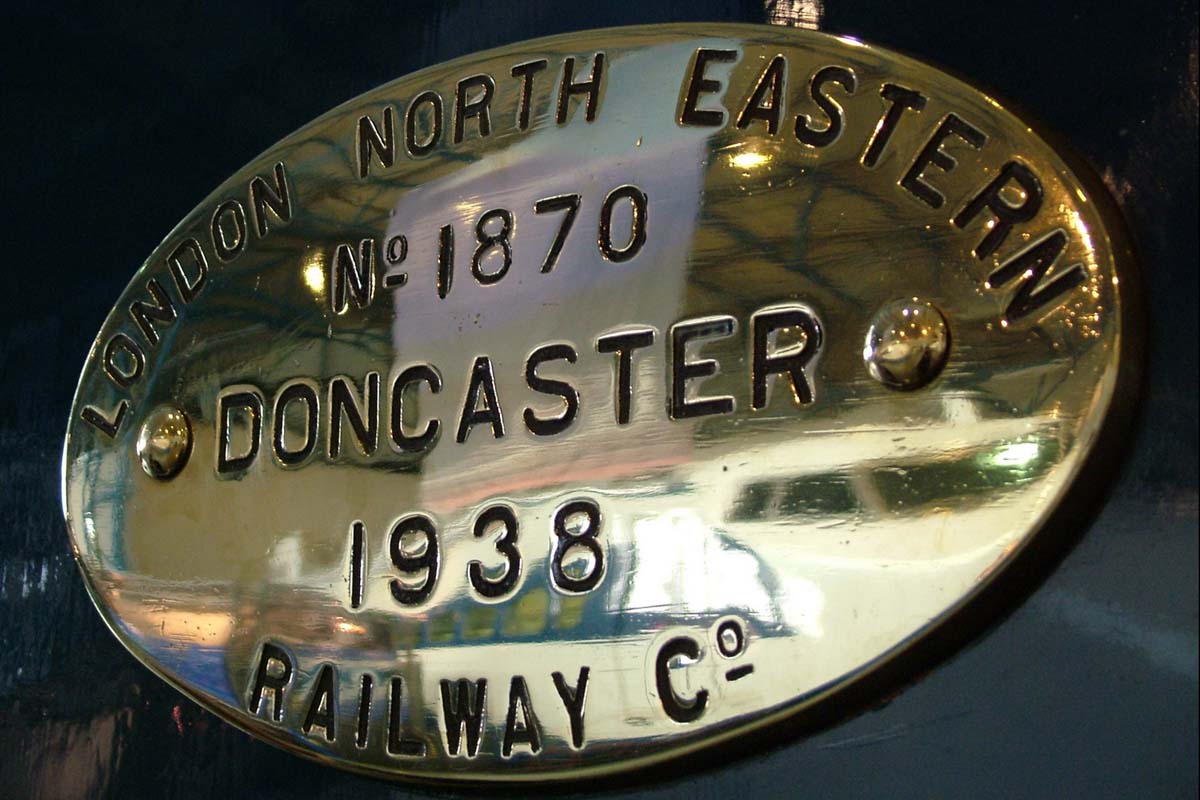 LONDON NORTH EASTERN
Nº 1870
DONCASTER
1938
RAILWAY Cº